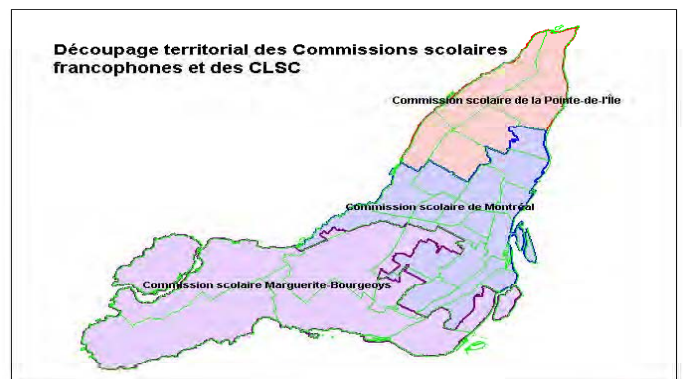 Découpage territorial des Commissions scolaires
francophones et des CLSC
Commission scolaire de la Pointe-de-l'Île
Commission scolaire de Montréal
Commission scolaire Marguerite-Bourgeoys